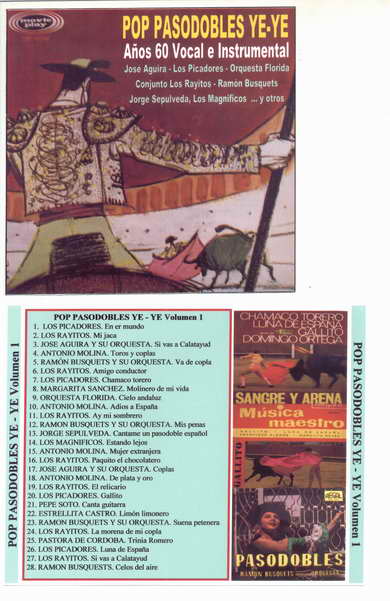 movie play
POP PASODOBLES YE-YE
Años 60 Vocal e Instrumental
José Aguira - Los Picadores - Orquesta Florida
Conjunto Los Rayitos - Ramón Busquets
Jorge Sepulveda, Los Magnificos ... y otros
POP PASODOBLES YE - YE Volumen 1
POP PASODOBLES YE - YE Volumen 1
1. LOS PICADORES. En er mundo
2. LOS RAYITOS. Mi jaca
3. JOSE AGUIRA Y SU ORQUESTA. Si vas a Calatayud
4. ANTONIO MOLINA. Toros y coplas
5. RAMÓN BUSQUETS Y SU ORQUESTA. Va de copla
6. LOS RAYITOS. Amigo conductor
7. LOS PICADORES. Chamaco torero
8. MARGARITA SANCHEZ. Molinero de mi vida
9. ORQUESTA FLORIDA. Cielo andaluz
10. ANTONIO MOLINA. Adios a España
11. LOS RAYITOS. Ay mi sombrero
12. RAMON BUSQUETS Y SU ORQUESTA. Mis penas
13. JORGE SEPULVEDA. Cantame un pasodoble español
14. LOS MAGNIFICOS. Estando lejos
15. ANTONIO MOLINA. Mujer extranjera
16. LOS RAYITOS. Paquito el chocolatero
17. JOSE AGUIRA Y SU ORQUESTA. Coplas
18. ANTONIO MOLINA. De plata y oro
19. LOS RAYITOS. El relicario
20. LOS PICADORES. Gallito
21. PEPE SOTO. Canta guitarra
22. ESTRELLITA CASTRO. Limón limonero
23. RAMON BUSQUETS Y SU ORQUESTA. Suena petenera
24. LOS RAYITOS. La morena de mi copla
25. PASTORA DE CORDOBA. Trinia Romero
26. LOS PICADORES. Luna de España
27. LOS RAYITOS. Si vas a Calatayud
28. RAMON BUSQUESTS. Celos del aire
CHAMACO TORERO
LUNA DE ESPAÑA
GALLITO
DOMINGO ORTEGA
SANGRE Y ARENA
Música maestro
GALLITO
REGAL
PASODOBLES
RAMON BUSQUETS
POP PASODOBLES YE - YE Volumen 1